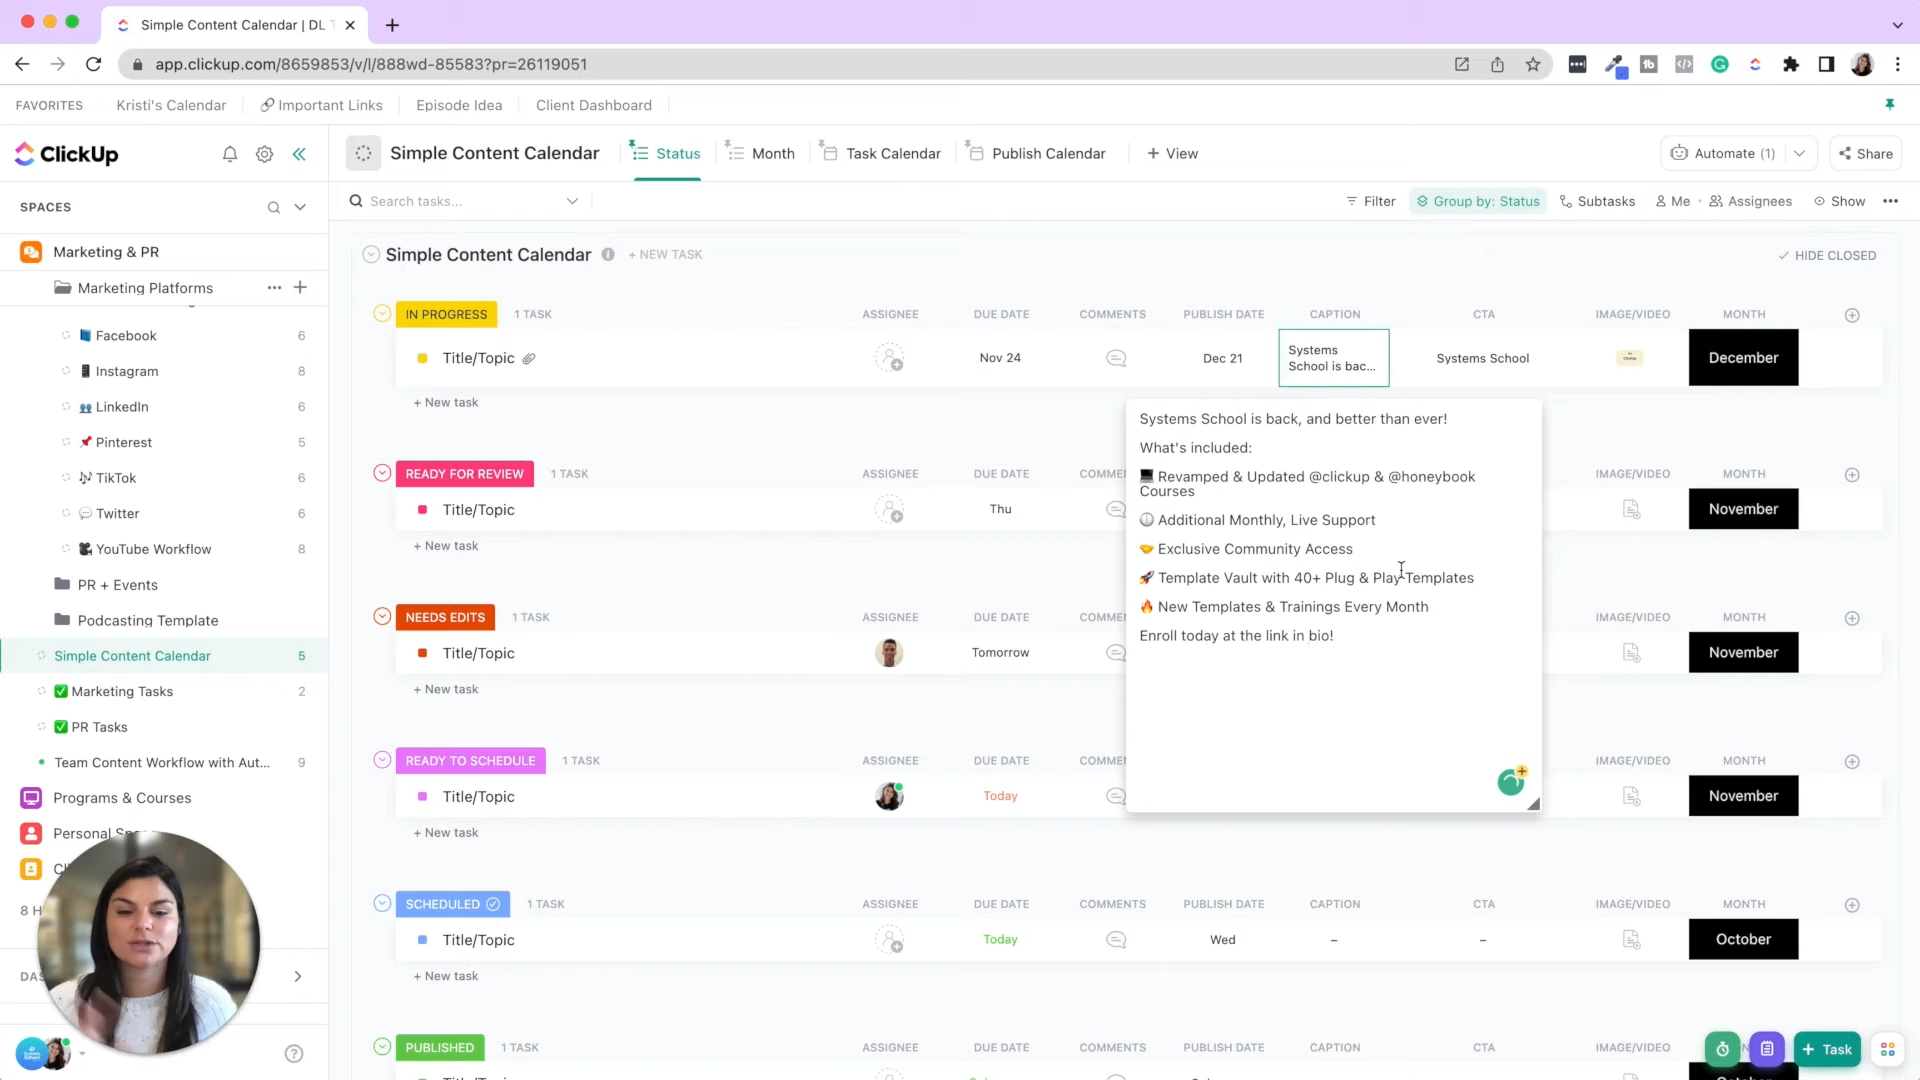 Simple Content Calendar | DL
app.clickup.com/8659853/v/l/888wd-85583?pr=26119051
FAVORITES
Kristi's Calendar
Important Links
Episode Idea
Client Dashboard
ClickUp
Simple Content Calendar
Status
Month
Task Calendar
Publish Calendar
+ View
Automate (1)
Share
SPACES
Search tasks...
Filter
Group by: Status
Subtasks
Me
Assignees
Show
Marketing & PR
Marketing Platforms
Facebook 6
Instagram 8
LinkedIn 6
Pinterest 5
TikTok 6
Twitter 6
YouTube Workflow 8
PR + Events
Podcasting Template
Simple Content Calendar 5
Marketing Tasks 2
PR Tasks
Team Content Workflow with Aut... 9
Programs & Courses
Personal
8 H
DAS
Simple Content Calendar
+ NEW TASK
HIDE CLOSED
IN PROGRESS 1 TASK ASSIGNEE DUE DATE COMMENTS PUBLISH DATE CAPTION CTA IMAGE/VIDEO MONTH
Title/Topic Nov 24 Dec 21 Systems School December
Systems
School is bac...
+ New task
Systems School is back, and better than ever!
What's included:
Revamped & Updated @clickup & @honeybook
Courses
Additional Monthly, Live Support
Exclusive Community Access
Template Vault with 40+ Plug & Play Templates
New Templates & Trainings Every Month
Enroll today at the link in bio!
READY FOR REVIEW 1 TASK ASSIGNEE DUE DATE COMME IMAGE/VIDEO MONTH
Title/Topic Thu November
+ New task
NEEDS EDITS 1 TASK ASSIGNEE DUE DATE COMME IMAGE/VIDEO MONTH
Title/Topic Tomorrow November
+ New task
READY TO SCHEDULE 1 TASK ASSIGNEE DUE DATE COMME IMAGE/VIDEO MONTH
Title/Topic Today November
+ New task
SCHEDULED 1 TASK ASSIGNEE DUE DATE COMMENTS PUBLISH DATE CAPTION CTA IMAGE/VIDEO MONTH
Title/Topic Today Wed – – October
+ New task
PUBLISHED 1 TASK ASSIGNEE DUE DATE COMMENTS PUBLISH DATE CAPTION CTA IMAGE/VIDEO
+ Task